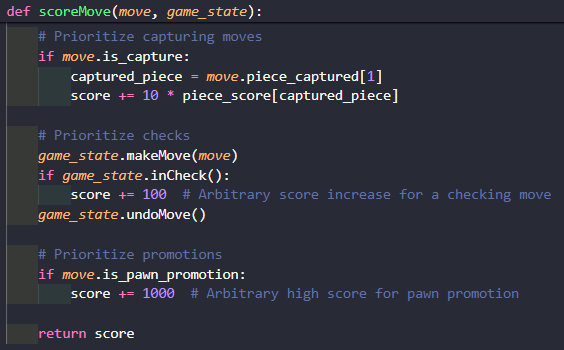 def scoreMove(move, game_state):
# Prioritize capturing moves
if move.is_capture:
captured_piece = move.piece_captured[1]
score += 10 * piece_score[captured_piece]
# Prioritize checks
game_state.makeMove(move)
if game_state.inCheck():
score += 100  # Arbitrary score increase for a checking move
game_state.undoMove()
# Prioritize promotions
if move.is_pawn_promotion:
score += 1000  # Arbitrary high score for pawn promotion
return score